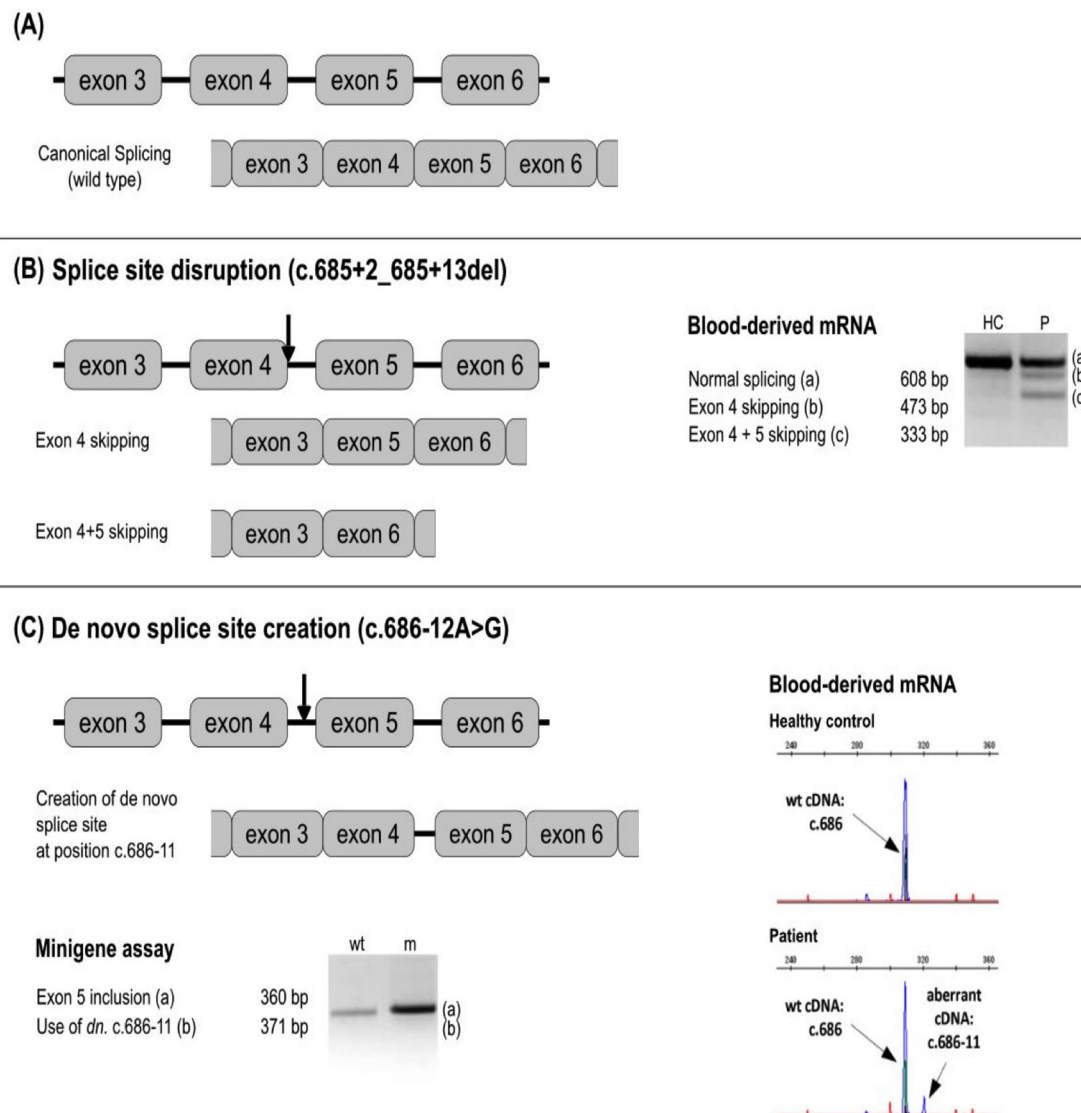 (A)
exon 3 exon 4 exon 5 exon 6
Canonical Splicing
(wild type)
exon 3 exon 4 exon 5 exon 6
(B) Splice site disruption (c.685+2_685+13del)
exon 3 exon 4 exon 5 exon 6
Exon 4 skipping
exon 3 exon 5 exon 6
Exon 4+5 skipping
exon 3 exon 6
Blood-derived mRNA
HC P
Normal splicing (a) 608 bp
Exon 4 skipping (b) 473 bp
Exon 4 + 5 skipping (c) 333 bp
(a
(b
(c
(C) De novo splice site creation (c.686-12A>G)
exon 3 exon 4 exon 5 exon 6
Creation of de novo
splice site
at position c.686-11
exon 3 exon 4 exon 5 exon 6
Minigene assay
wt m
Exon 5 inclusion (a) 360 bp
Use of dn. c.686-11 (b) 371 bp
(a)
(b)
Blood-derived mRNA
Healthy control
240 280 320 360
wt cDNA:
c.686
Patient
240 280 320 360
wt cDNA:
c.686
aberrant
cDNA:
c.686-11